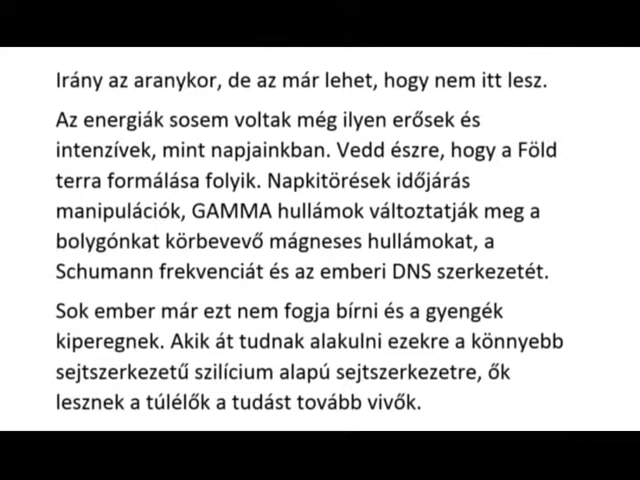 Irány az aranykor, de az már lehet, hogy nem itt lesz.
Az energiák sosem voltak még ilyen erősek és
intenzívek, mint napjainkban. Vedd észre, hogy a Föld
terra formálása folyik. Napkitörések időjárás
manipulációk, GAMMA hullámok változtatják meg a
bolygónkat körbevevő mágneses hullámokat, a
Schumann frekvenciát és az emberi DNS szerkezetét.
Sok ember már ezt nem fogja bírni és a gyengék
kiperegnek. Akik át tudnak alakulni ezekre a könnyebb
sejtszerkezetű szilícium alapú sejtszerkezetre, ők
lesznek a túlélők a tudást tovább vivők.